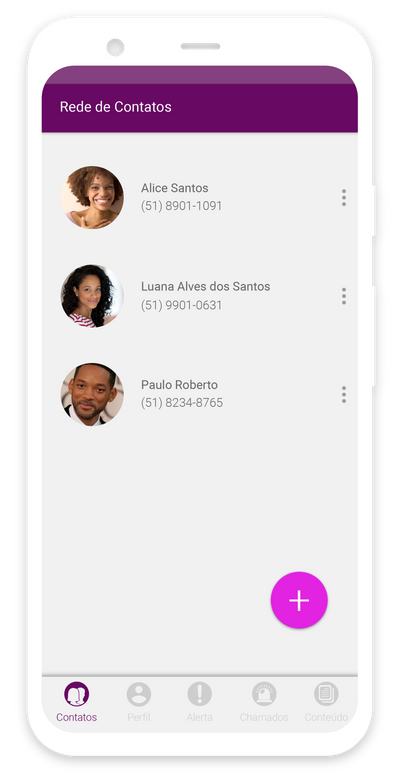 Rede de Contatos
Alice Santos
(51) 8901-1091
Luana Alves dos Santos
(51) 9901-0631
Paulo Roberto
(51) 8234-8765
+
Contatos Perfil Alerta Chamados Conteúdo